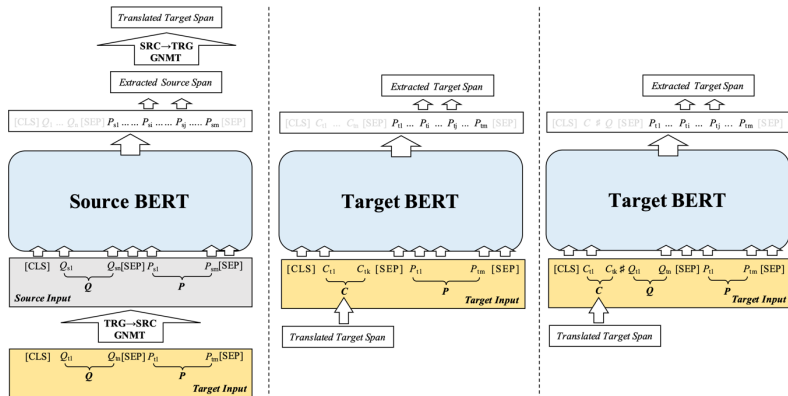 Translated Target Span
SRC→TRG
GNMT
Extracted Source Span
[CLS] Q₁ ... Qₙ [SEP] Ps1 ... ... Psi ... ... Psj ..... Psm [SEP]
Source BERT
[CLS] Qs1 Qsn [SEP] Ps1 Psm [SEP]
Q P
Source Input
TRG→SRC
GNMT
[CLS] Qt1 Qtn [SEP] Pt1 Ptm [SEP]
Q P
Target Input
Extracted Target Span
[CLS] Ct1 ... Ctn [SEP] Pt1 ... Pti ... Ptj ... Ptm [SEP]
Target BERT
[CLS] Ct1 Ctk [SEP] Pt1 Ptm [SEP]
C P
Target Input
Translated Target Span
Extracted Target Span
[CLS] C ♯ Q [SEP] Pt1 ... Pti ... Ptj ... Ptm [SEP]
Target BERT
[CLS] Ct1 Ctk ♯ Qt1 Qtn [SEP] Pt1 Ptm [SEP]
C Q P
Target Input
Translated Target Span